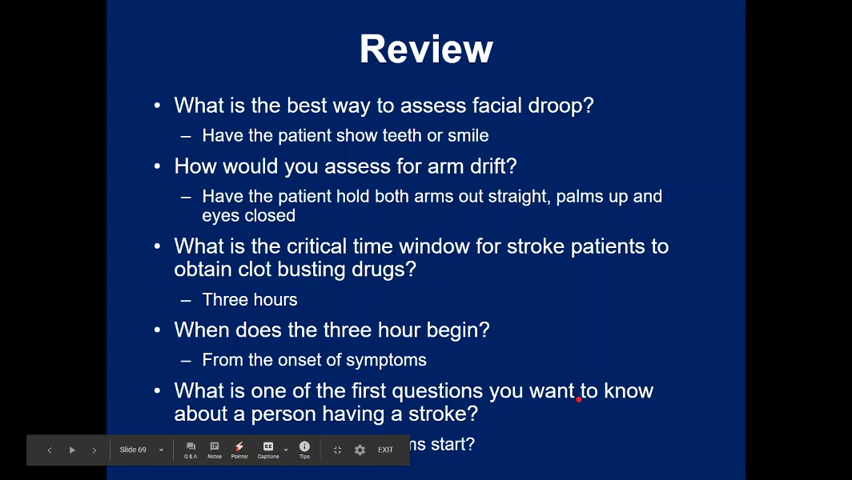 Review
• What is the best way to assess facial droop?
– Have the patient show teeth or smile
• How would you assess for arm drift?
– Have the patient hold both arms out straight, palms up and
eyes closed
• What is the critical time window for stroke patients to
obtain clot busting drugs?
– Three hours
• When does the three hour begin?
– From the onset of symptoms
• What is one of the first questions you want to know
about a person having a stroke?
start?
Slide 69
Q & A
Notes
Pointer
CC
Captions
Tips
EXIT